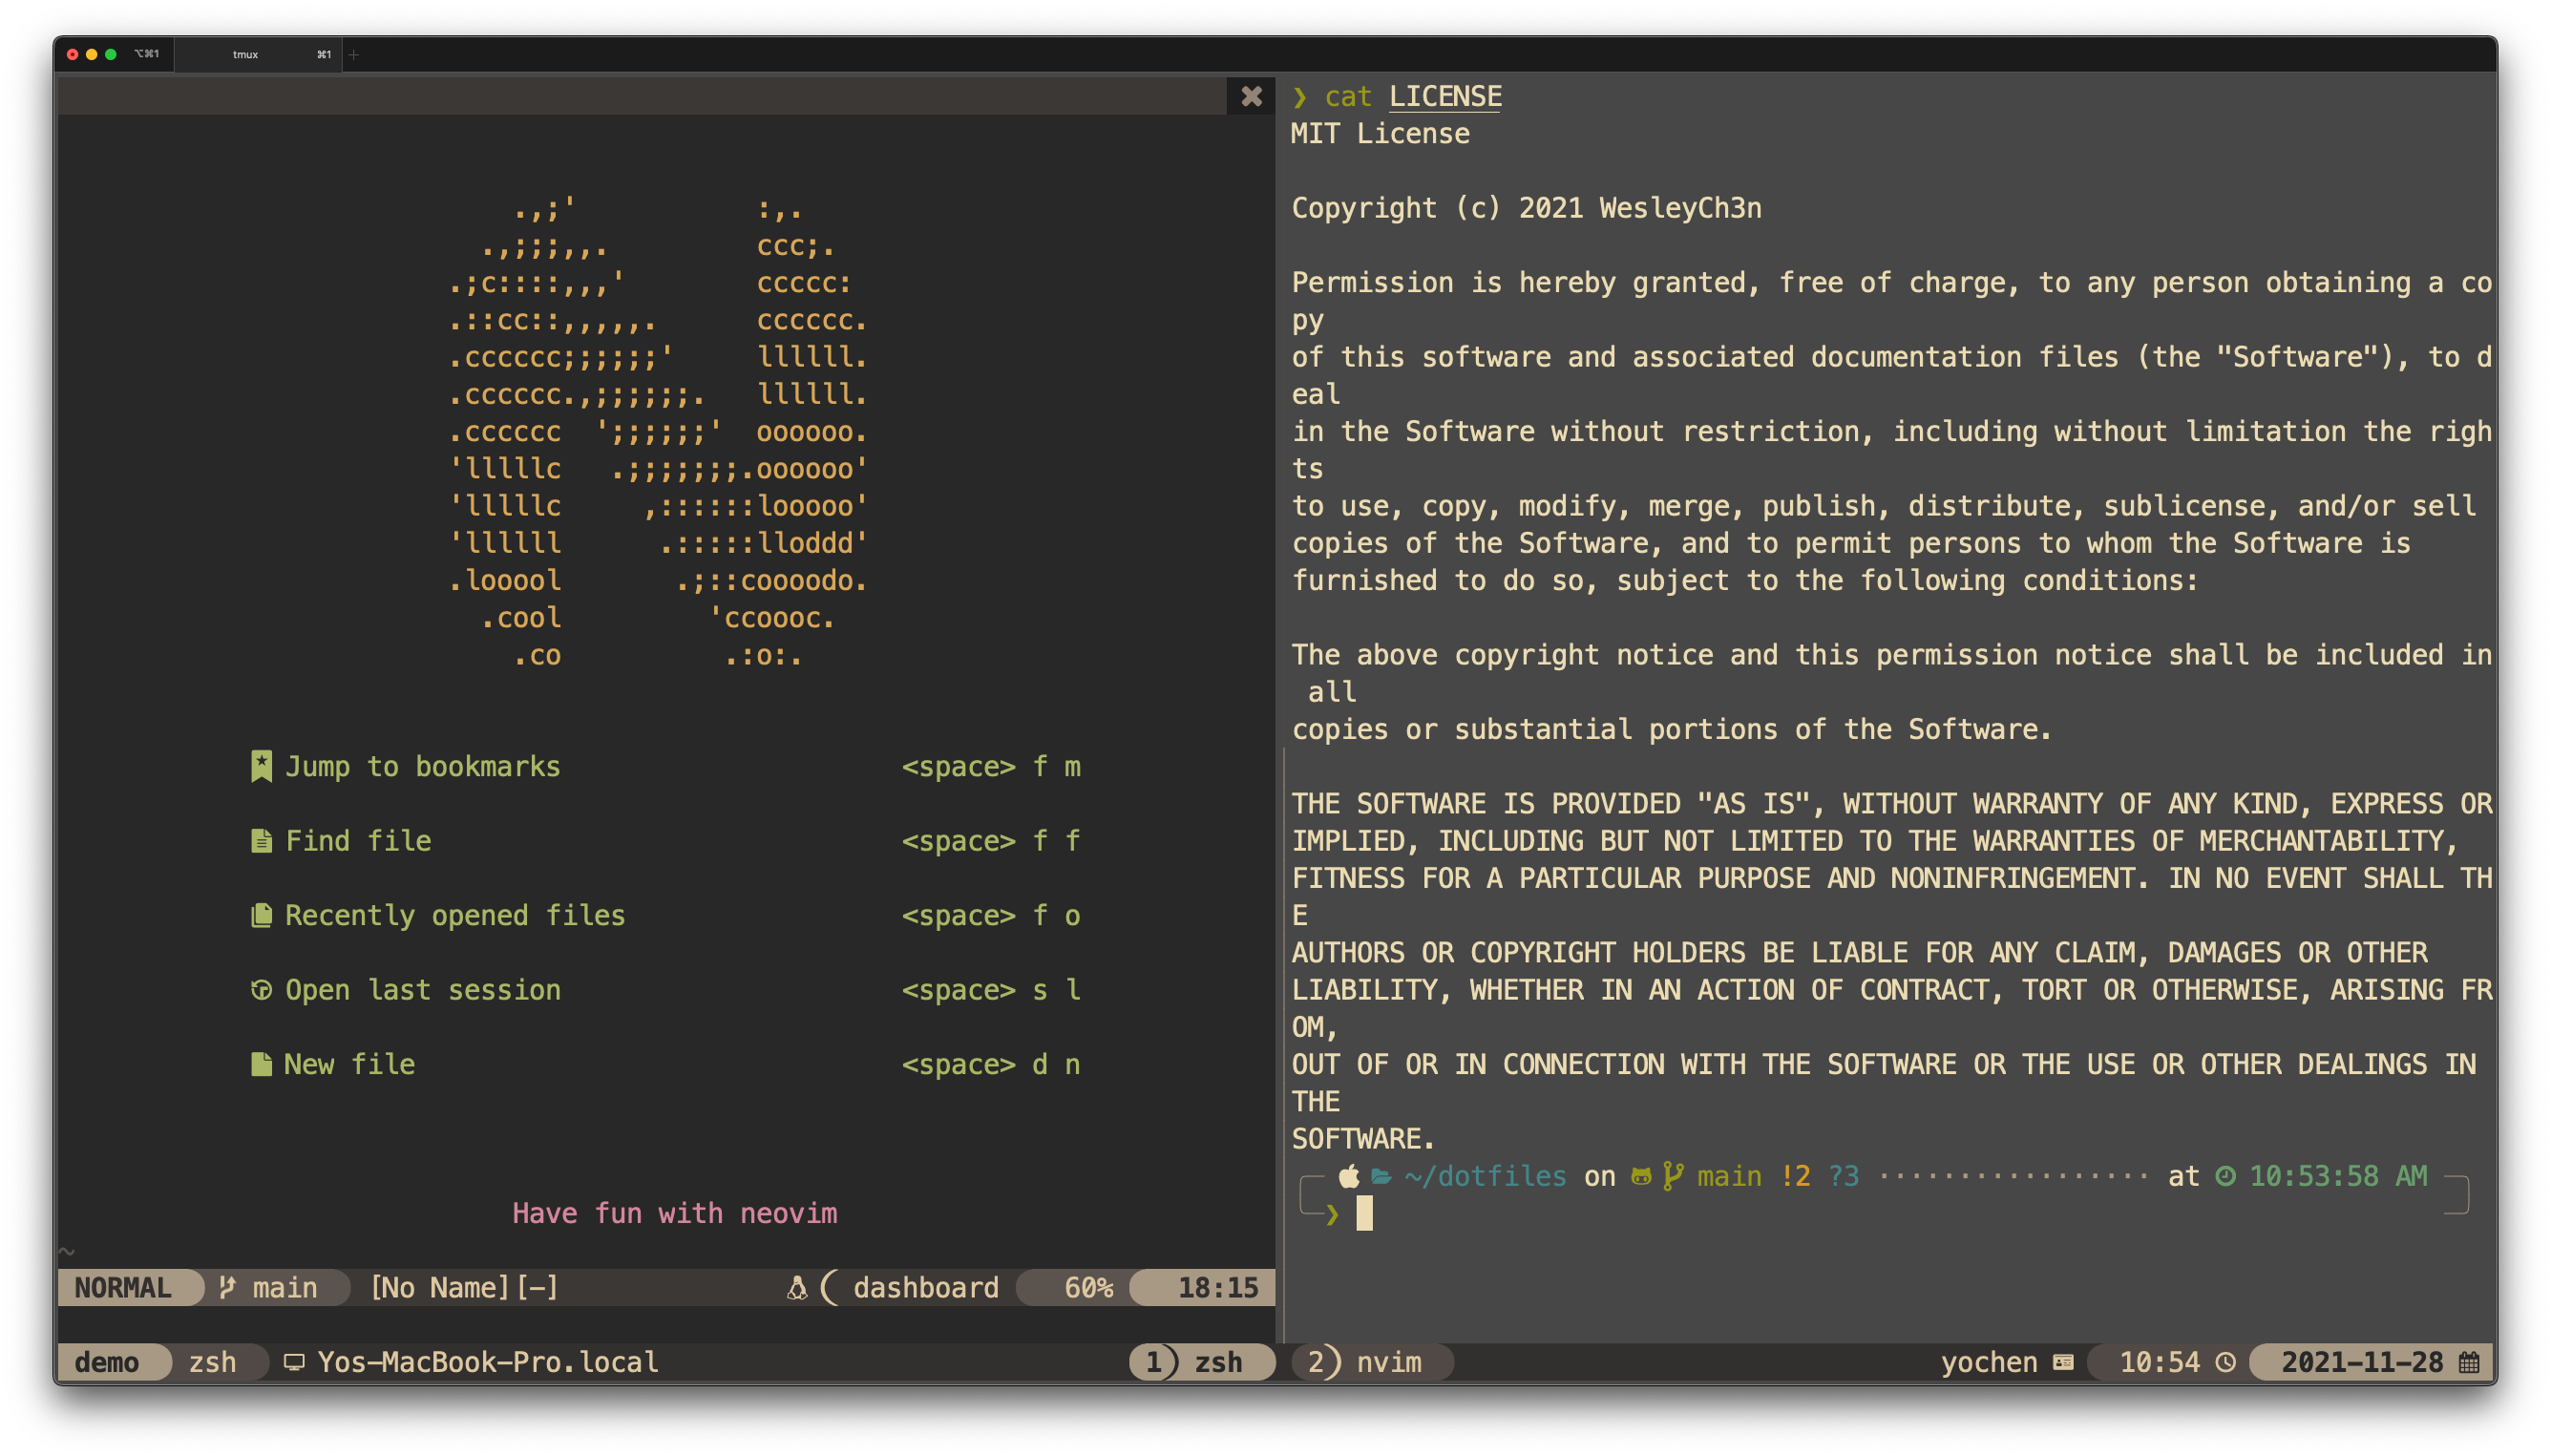 ⌥⌘1 tmux ⌘1 +
.,;'           :,.
.,;;;,,.         ccc;.
.;c::::,,,'        ccccc:
.::cc::,,,,,.      cccccc.
.cccccc;;;;;;'     llllll.
.cccccc.,;;;;;;.   llllll.
.cccccc  ';;;;;;'  oooooo.
'lllllc   .;;;;;;;.oooooo'
'lllllc     ,::::::looooo'
'llllll      .:::::lloddd'
.looool       .;::coooodo.
.cool         'ccoooc.
.co          .:o:.
Jump to bookmarks <space> f m
Find file <space> f f
Recently opened files <space> f o
Open last session <space> s l
New file <space> d n
Have fun with neovim
~
NORMAL main [No Name][-] dashboard 60% 18:15
❯ cat LICENSE
MIT License
Copyright (c) 2021 WesleyCh3n
Permission is hereby granted, free of charge, to any person obtaining a co
py
of this software and associated documentation files (the "Software"), to d
eal
in the Software without restriction, including without limitation the righ
ts
to use, copy, modify, merge, publish, distribute, sublicense, and/or sell
copies of the Software, and to permit persons to whom the Software is
furnished to do so, subject to the following conditions:
The above copyright notice and this permission notice shall be included in
 all
copies or substantial portions of the Software.
THE SOFTWARE IS PROVIDED "AS IS", WITHOUT WARRANTY OF ANY KIND, EXPRESS OR
IMPLIED, INCLUDING BUT NOT LIMITED TO THE WARRANTIES OF MERCHANTABILITY,
FITNESS FOR A PARTICULAR PURPOSE AND NONINFRINGEMENT. IN NO EVENT SHALL TH
E
AUTHORS OR COPYRIGHT HOLDERS BE LIABLE FOR ANY CLAIM, DAMAGES OR OTHER
LIABILITY, WHETHER IN AN ACTION OF CONTRACT, TORT OR OTHERWISE, ARISING FR
OM,
OUT OF OR IN CONNECTION WITH THE SOFTWARE OR THE USE OR OTHER DEALINGS IN
THE
SOFTWARE.
~/dotfiles on main !2 ?3 ················· at 10:53:58 AM
❯
demo zsh Yos-MacBook-Pro.local 1) zsh 2) nvim yochen 10:54 2021-11-28